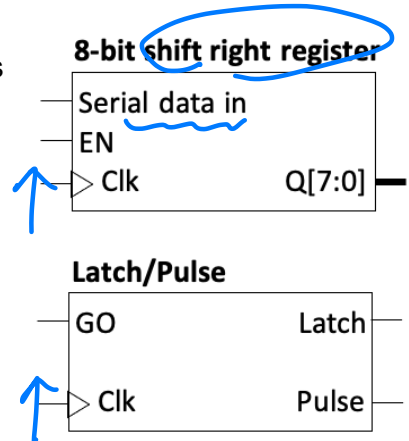 8-bit shift right register
s
Serial data in
EN
Clk Q[7:0]
Latch/Pulse
GO Latch
Clk Pulse